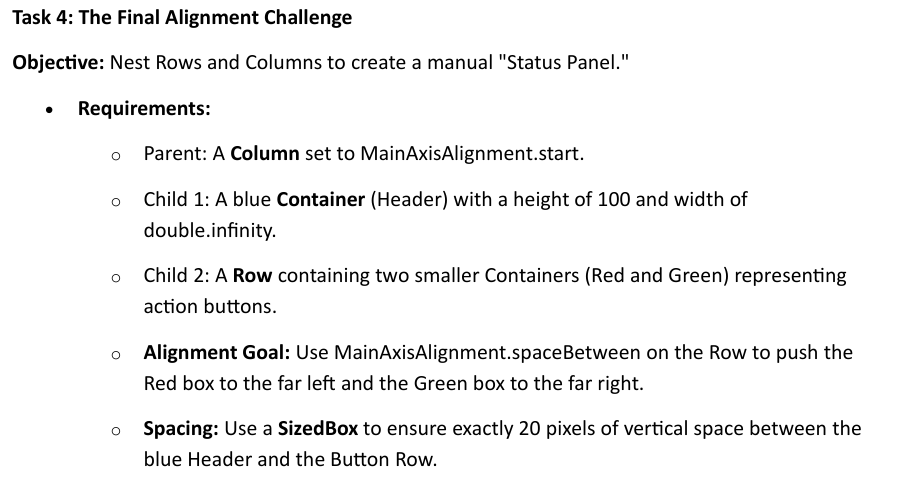 Task 4: The Final Alignment Challenge
Objective: Nest Rows and Columns to create a manual "Status Panel."
• Requirements:
o Parent: A Column set to MainAxisAlignment.start.
o Child 1: A blue Container (Header) with a height of 100 and width of
double.infinity.
o Child 2: A Row containing two smaller Containers (Red and Green) representing
action buttons.
o Alignment Goal: Use MainAxisAlignment.spaceBetween on the Row to push the
Red box to the far left and the Green box to the far right.
o Spacing: Use a SizedBox to ensure exactly 20 pixels of vertical space between the
blue Header and the Button Row.